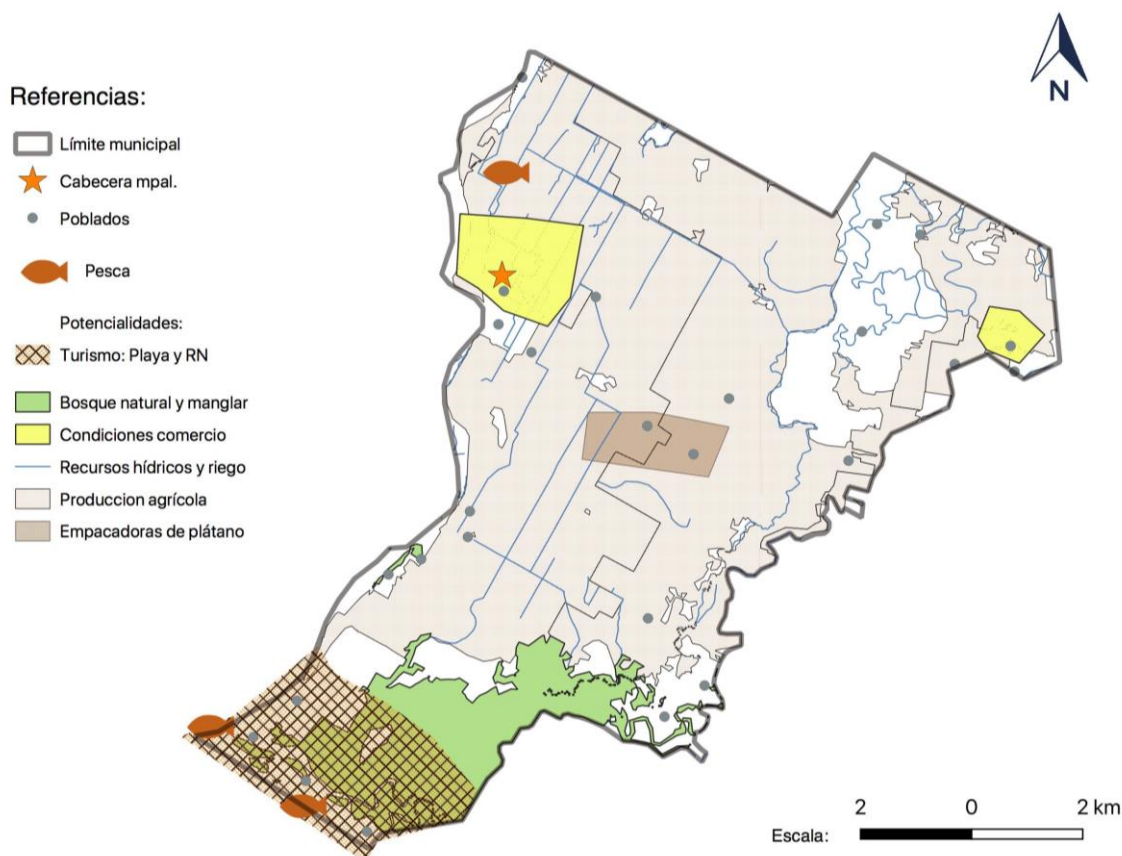 N
Referencias:
Límite municipal
Cabecera mpal.
Poblados
Pesca
Potencialidades:
Turismo: Playa y RN
Bosque natural y manglar
Condiciones comercio
Recursos hídricos y riego
Produccion agrícola
Empacadoras de plátano
2 0 2 km
Escala: